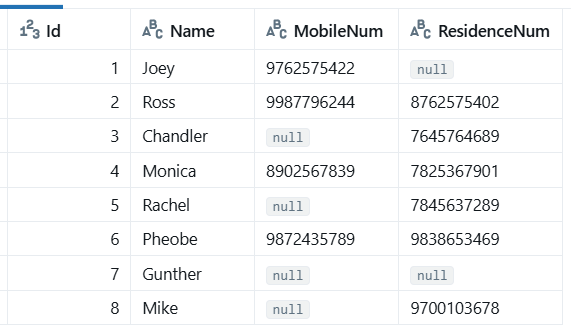 123 Id ABC Name ABC MobileNum ABC ResidenceNum
1 Joey 9762575422 null
2 Ross 9987796244 8762575402
3 Chandler null 7645764689
4 Monica 8902567839 7825367901
5 Rachel null 7845637289
6 Pheobe 9872435789 9838653469
7 Gunther null null
8 Mike null 9700103678